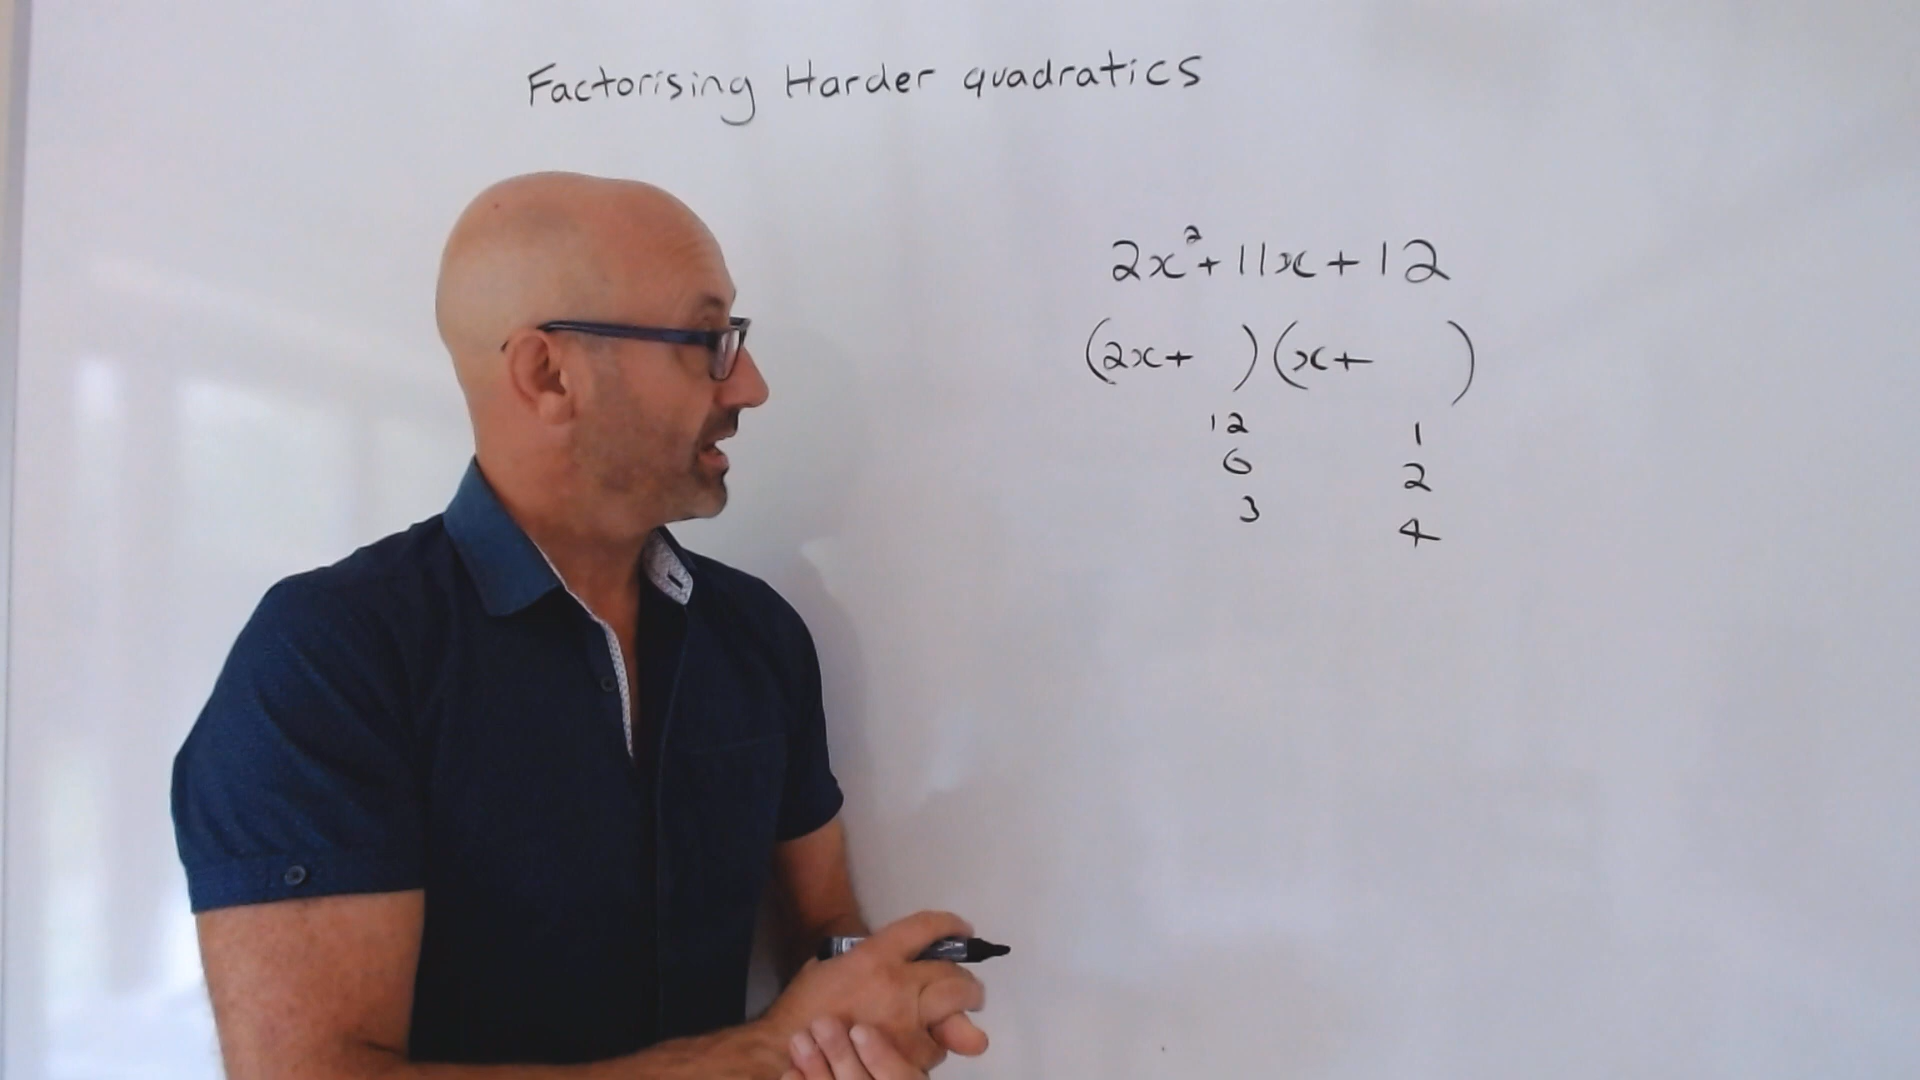 Factorising Harder quadratics
2x²+11x+12
(2x+ )(x+ )
12 1
6 2
3 4